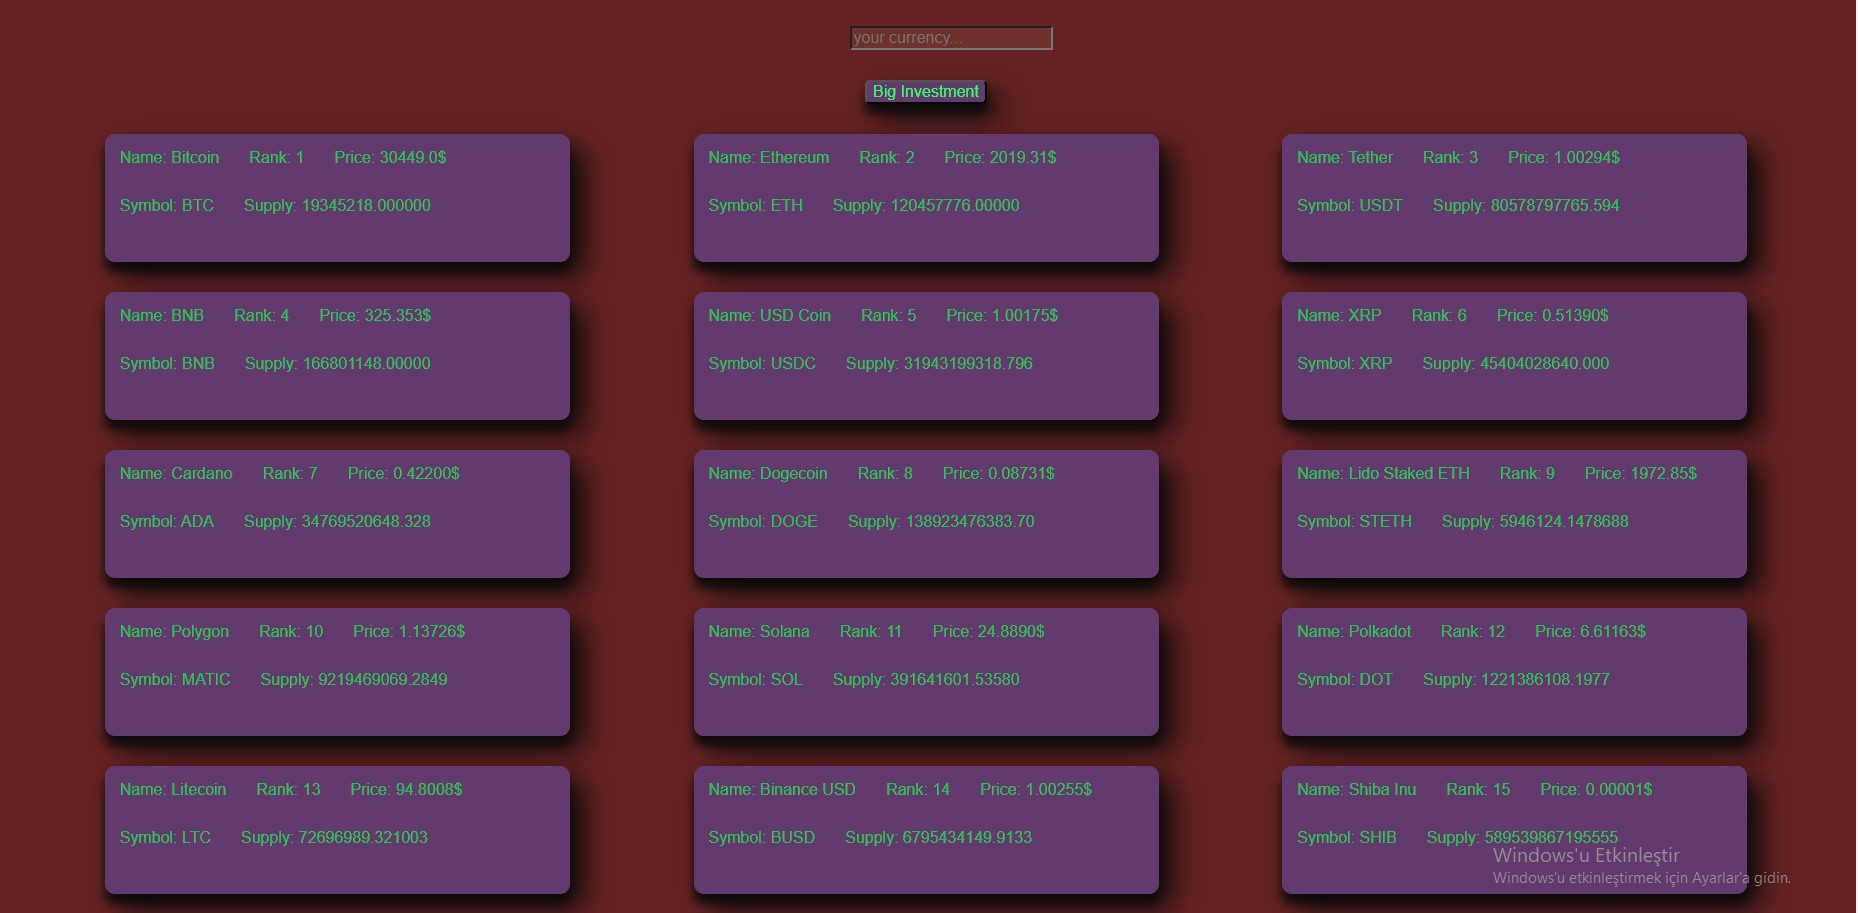 your currency...
Big Investment
Name: Bitcoin Rank: 1 Price: 30449.0$
Symbol: BTC Supply: 19345218.000000
Name: Ethereum Rank: 2 Price: 2019.31$
Symbol: ETH Supply: 120457776.00000
Name: Tether Rank: 3 Price: 1.00294$
Symbol: USDT Supply: 80578797765.594
Name: BNB Rank: 4 Price: 325.353$
Symbol: BNB Supply: 166801148.00000
Name: USD Coin Rank: 5 Price: 1.00175$
Symbol: USDC Supply: 31943199318.796
Name: XRP Rank: 6 Price: 0.51390$
Symbol: XRP Supply: 45404028640.000
Name: Cardano Rank: 7 Price: 0.42200$
Symbol: ADA Supply: 34769520648.328
Name: Dogecoin Rank: 8 Price: 0.08731$
Symbol: DOGE Supply: 138923476383.70
Name: Lido Staked ETH Rank: 9 Price: 1972.85$
Symbol: STETH Supply: 5946124.1478688
Name: Polygon Rank: 10 Price: 1.13726$
Symbol: MATIC Supply: 9219469069.2849
Name: Solana Rank: 11 Price: 24.8890$
Symbol: SOL Supply: 391641601.53580
Name: Polkadot Rank: 12 Price: 6.61163$
Symbol: DOT Supply: 1221386108.1977
Name: Litecoin Rank: 13 Price: 94.8008$
Symbol: LTC Supply: 72696989.321003
Name: Binance USD Rank: 14 Price: 1.00255$
Symbol: BUSD Supply: 6795434149.9133
Name: Shiba Inu Rank: 15 Price: 0.00001$
Symbol: SHIB Supply: 589539867195555
Windows'u Etkinleştir
Windows'u etkinleştirmek için Ayarlar'a gidin.